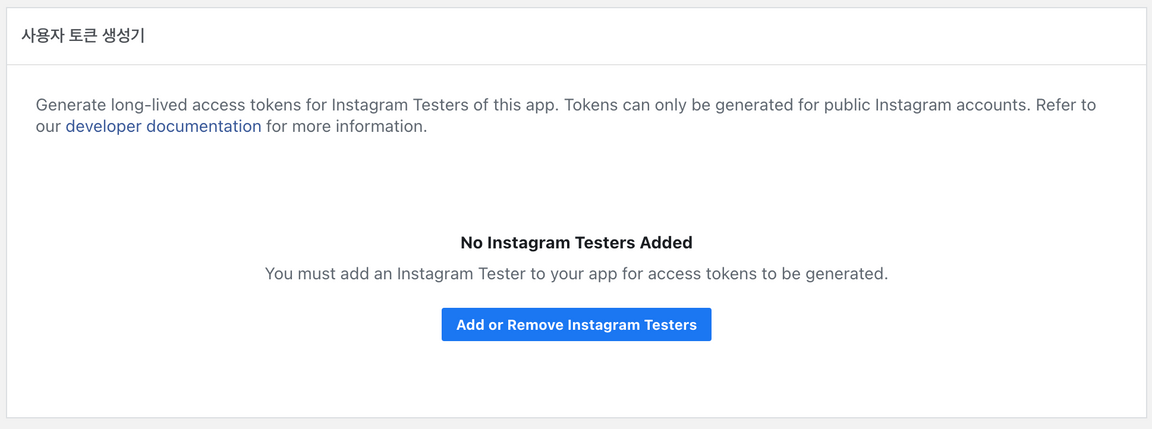 사용자 토큰 생성기
Generate long-lived access tokens for Instagram Testers of this app. Tokens can only be generated for public Instagram accounts. Refer to
our developer documentation for more information.
No Instagram Testers Added
You must add an Instagram Tester to your app for access tokens to be generated.
Add or Remove Instagram Testers